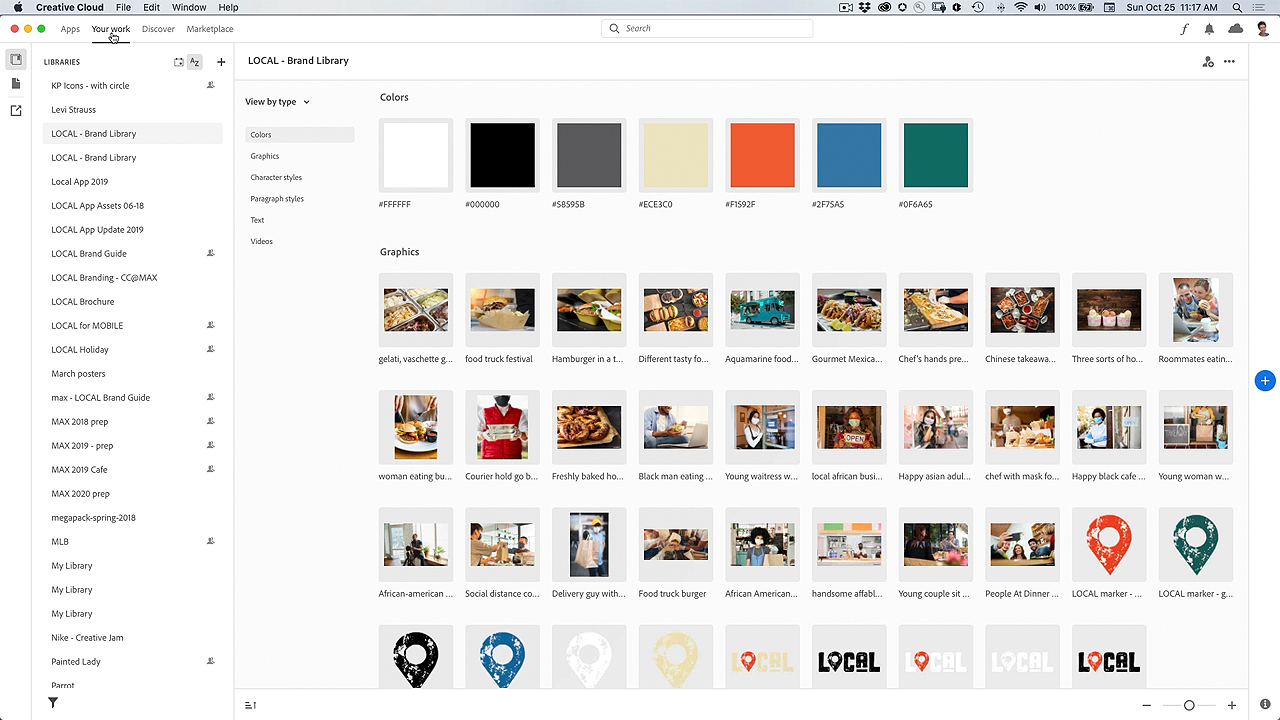 Creative Cloud File Edit Window Help 100% Sun Oct 25 11:17 AM
Apps Your work Discover Marketplace Search
LIBRARIES
KP Icons - with circle
Levi Strauss
LOCAL - Brand Library
LOCAL - Brand Library
Local App 2019
LOCAL App Assets 06-18
LOCAL App Update 2019
LOCAL Brand Guide
LOCAL Branding - CC@MAX
LOCAL Brochure
LOCAL for MOBILE
LOCAL Holiday
March posters
max - LOCAL Brand Guide
MAX 2018 prep
MAX 2019 - prep
MAX 2019 Cafe
MAX 2020 prep
megapack-spring-2018
MLB
My Library
My Library
My Library
Nike - Creative Jam
Painted Lady
Parrot
LOCAL - Brand Library
View by type
Colors
Graphics
Character styles
Paragraph styles
Text
Videos
Colors
#FFFFFF #000000 #58595B #ECE3C0 #F1592F #2F75A5 #0F6A65
Graphics
gelati, vaschette g... food truck festival Hamburger in a t... Different tasty fo... Aquamarine food... Gourmet Mexica... Chef's hands pre... Chinese takeawa... Three sorts of ho... Roommates eatin...
OPEN
woman eating bu... Courier hold go b... Freshly baked ho... Black man eating ... Young waitress w... local african busi... Happy asian adul... chef with mask fo... Happy black cafe ... Young woman w...
African-american ... Social distance co... Delivery guy with... Food truck burger African American... handsome affabl... Young couple sit ... People At Dinner ... LOCAL marker - ... LOCAL marker - g...
LOCAL LOCAL LOCAL LOCAL LOCAL